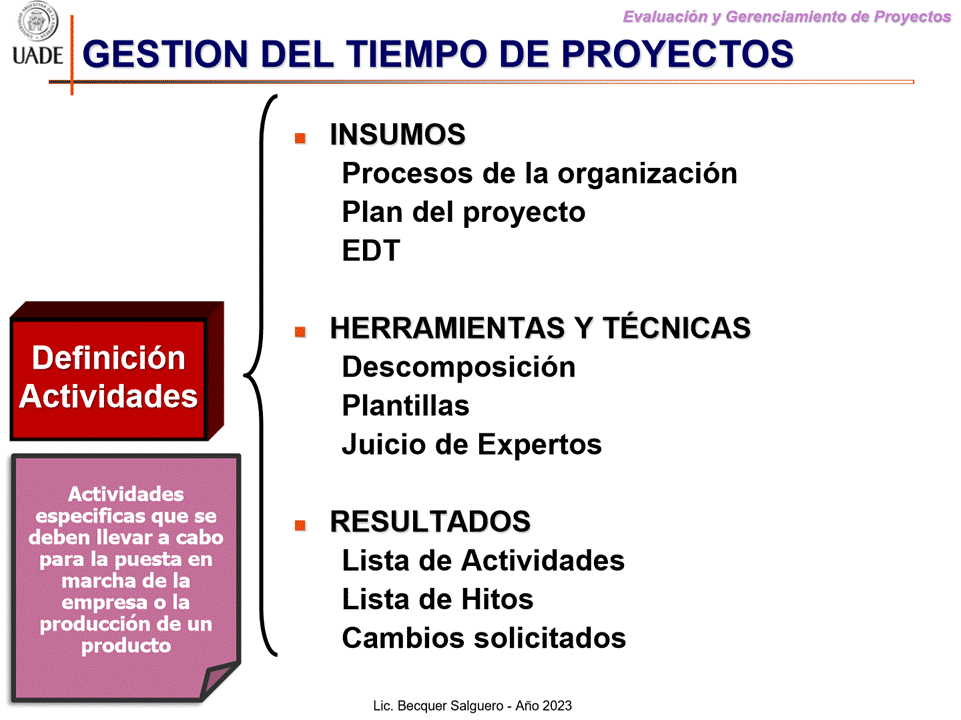 Evaluación y Gerenciamiento de Proyectos
UADE
GESTION DEL TIEMPO DE PROYECTOS
INSUMOS
Procesos de la organización
Plan del proyecto
EDT
HERRAMIENTAS Y TÉCNICAS
Descomposición
Plantillas
Juicio de Expertos
RESULTADOS
Lista de Actividades
Lista de Hitos
Cambios solicitados
Definición
Actividades
Actividades
especificas que se
deben llevar a cabo
para la puesta en
marcha de la
empresa o la
producción de un
producto
Lic. Becquer Salguero - Año 2023